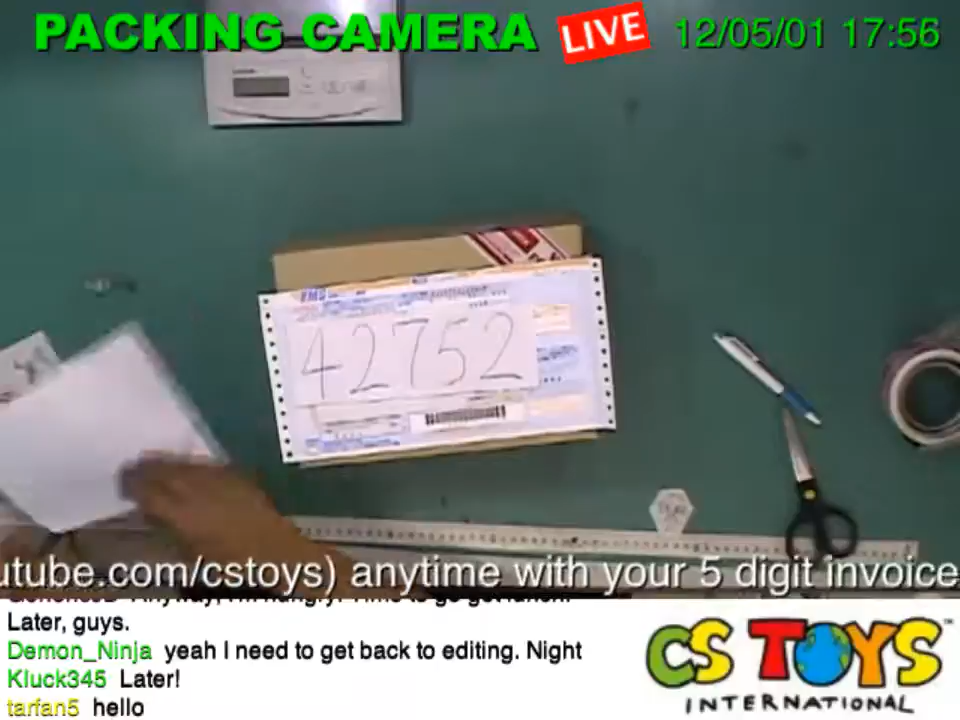 PACKING CAMERA LIVE 12/05/01 17:56
EMS
42752
utube.com/cstoys) anytime with your 5 digit invoice
Later, guys.
Demon_Ninja yeah I need to get back to editing. Night
Kluck345 Later!
tarfan5 hello
CS TOYS
INTERNATIONAL